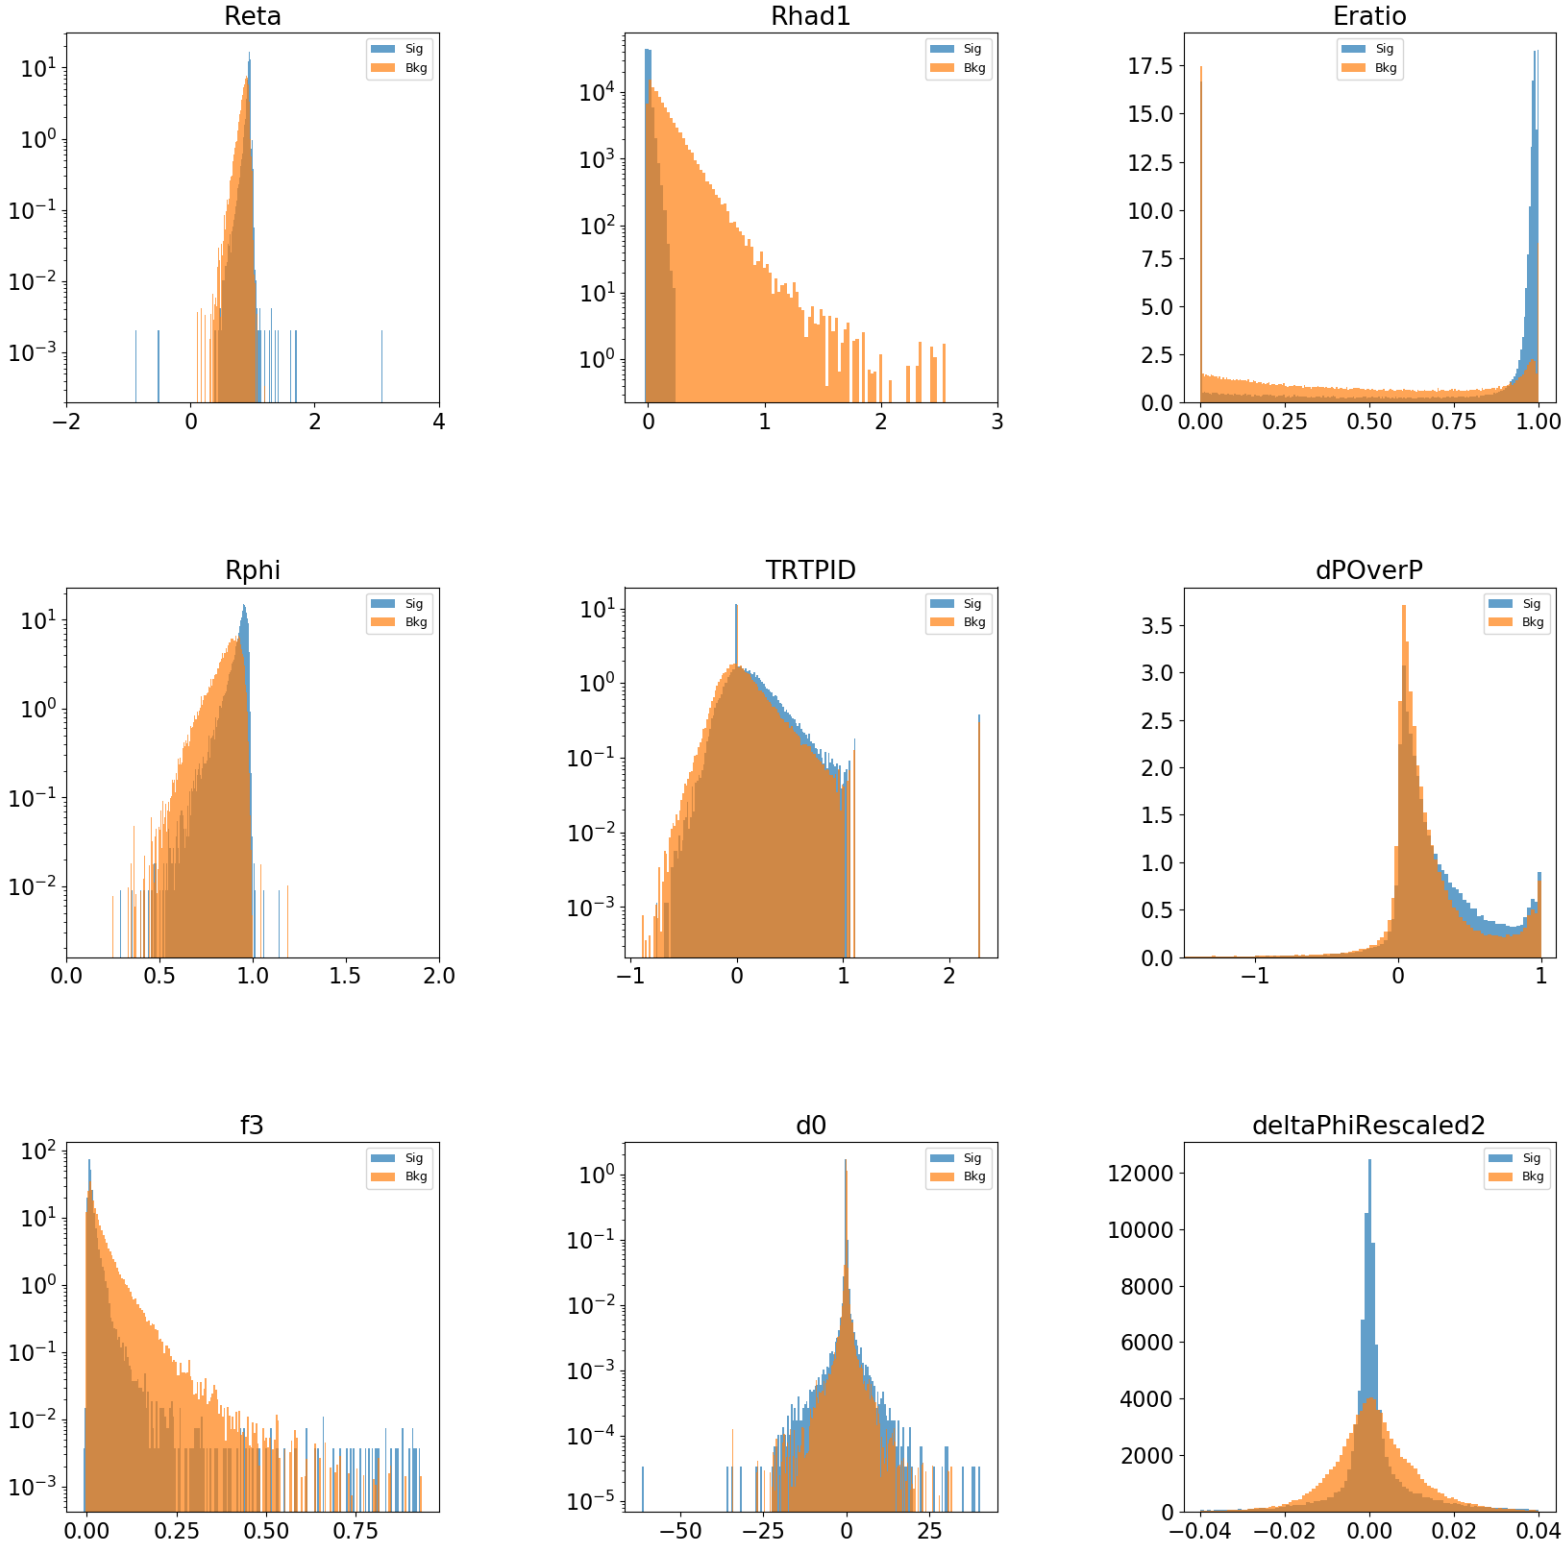 Reta
Sig
Bkg
10^1
10^0
10^-1
10^-2
10^-3
−2 0 2 4
Rhad1
Sig
Bkg
10^4
10^3
10^2
10^1
10^0
0 1 2 3
Eratio
Sig
Bkg
17.5
15.0
12.5
10.0
7.5
5.0
2.5
0.0
0.00 0.25 0.50 0.75 1.00
Rphi
Sig
Bkg
10^1
10^0
10^-1
10^-2
0.0 0.5 1.0 1.5 2.0
TRTPID
Sig
Bkg
10^1
10^0
10^-1
10^-2
10^-3
−1 0 1 2
dPOverP
Sig
Bkg
3.5
3.0
2.5
2.0
1.5
1.0
0.5
0.0
−1 0 1
f3
Sig
Bkg
10^2
10^1
10^0
10^-1
10^-2
10^-3
0.00 0.25 0.50 0.75
d0
Sig
Bkg
10^0
10^-1
10^-2
10^-3
10^-4
10^-5
−50 −25 0 25
deltaPhiRescaled2
Sig
Bkg
12000
10000
8000
6000
4000
2000
0
−0.04 −0.02 0.00 0.02 0.04